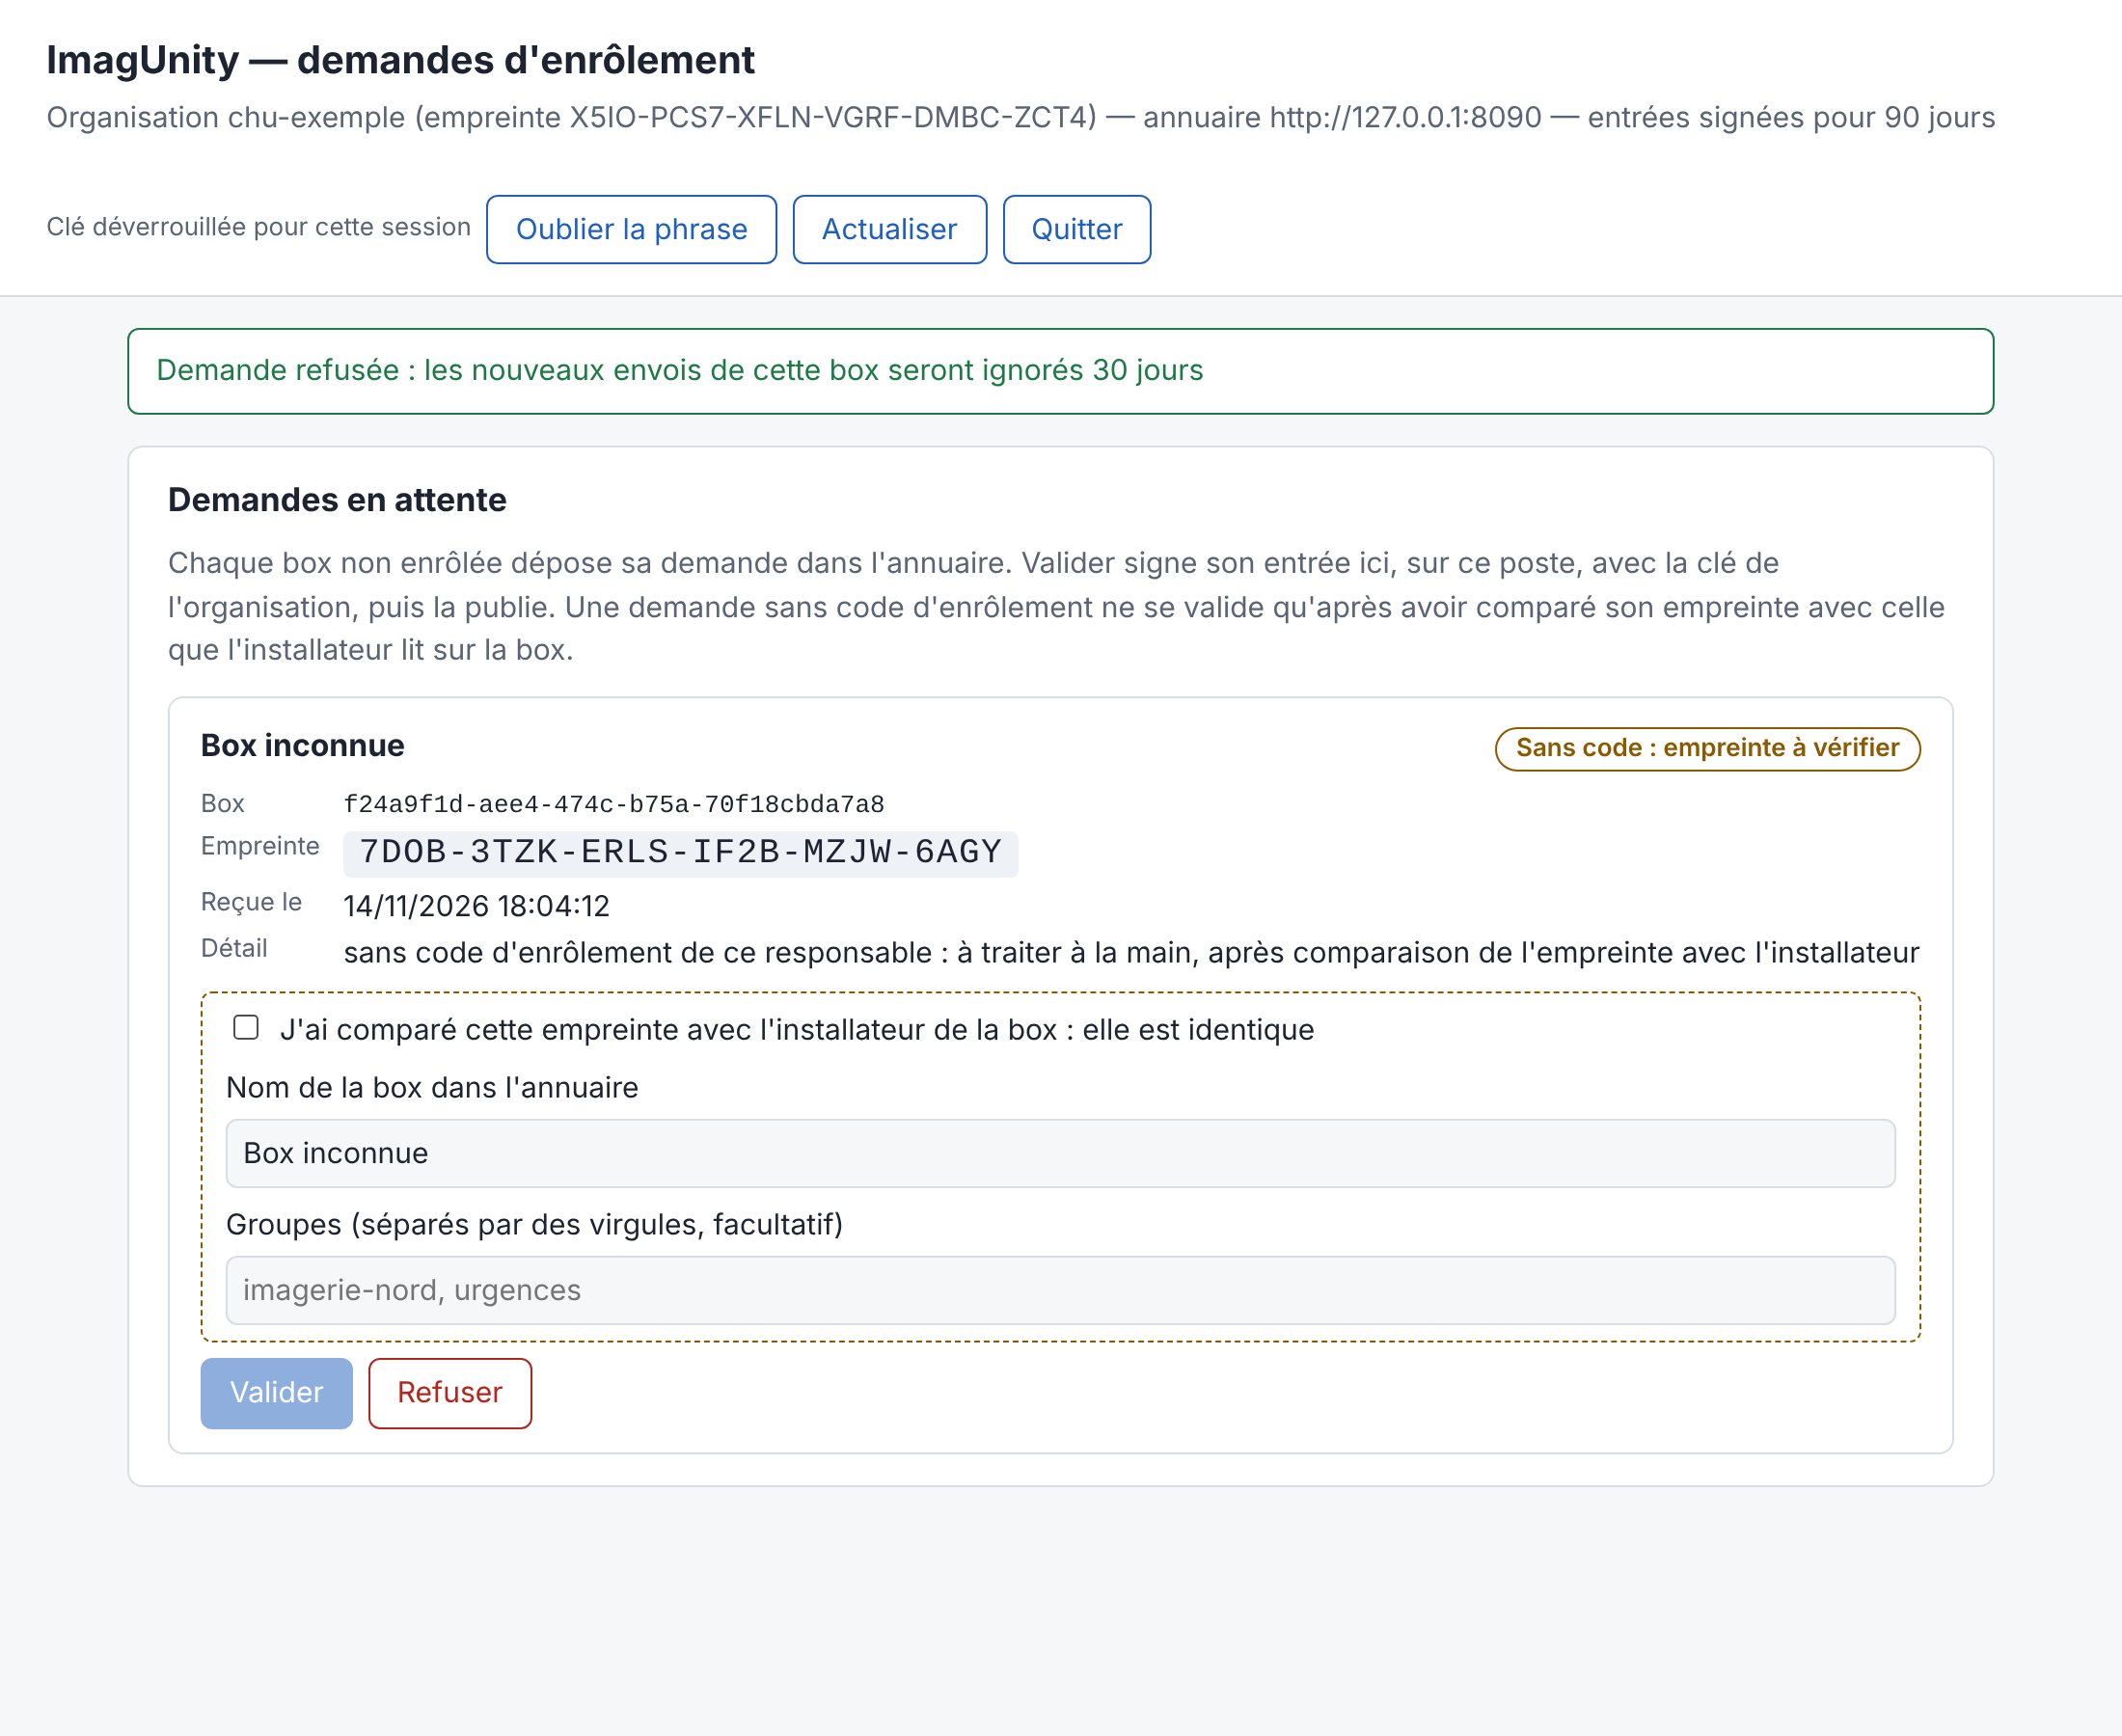 ImagUnity — demandes d'enrôlement
Organisation chu-exemple (empreinte X5IO-PCS7-XFLN-VGRF-DMBC-ZCT4) — annuaire http://127.0.0.1:8090 — entrées signées pour 90 jours
Clé déverrouillée pour cette session Oublier la phrase Actualiser Quitter
Demande refusée : les nouveaux envois de cette box seront ignorés 30 jours
Demandes en attente
Chaque box non enrôlée dépose sa demande dans l'annuaire. Valider signe son entrée ici, sur ce poste, avec la clé de
l'organisation, puis la publie. Une demande sans code d'enrôlement ne se valide qu'après avoir comparé son empreinte avec celle
que l'installateur lit sur la box.
Box inconnue Sans code : empreinte à vérifier
Box f24a9f1d-aee4-474c-b75a-70f18cbda7a8
Empreinte 7DOB-3TZK-ERLS-IF2B-MZJW-6AGY
Reçue le 14/11/2026 18:04:12
Détail sans code d'enrôlement de ce responsable : à traiter à la main, après comparaison de l'empreinte avec l'installateur
J'ai comparé cette empreinte avec l'installateur de la box : elle est identique
Nom de la box dans l'annuaire
Box inconnue
Groupes (séparés par des virgules, facultatif)
imagerie-nord, urgences
Valider Refuser